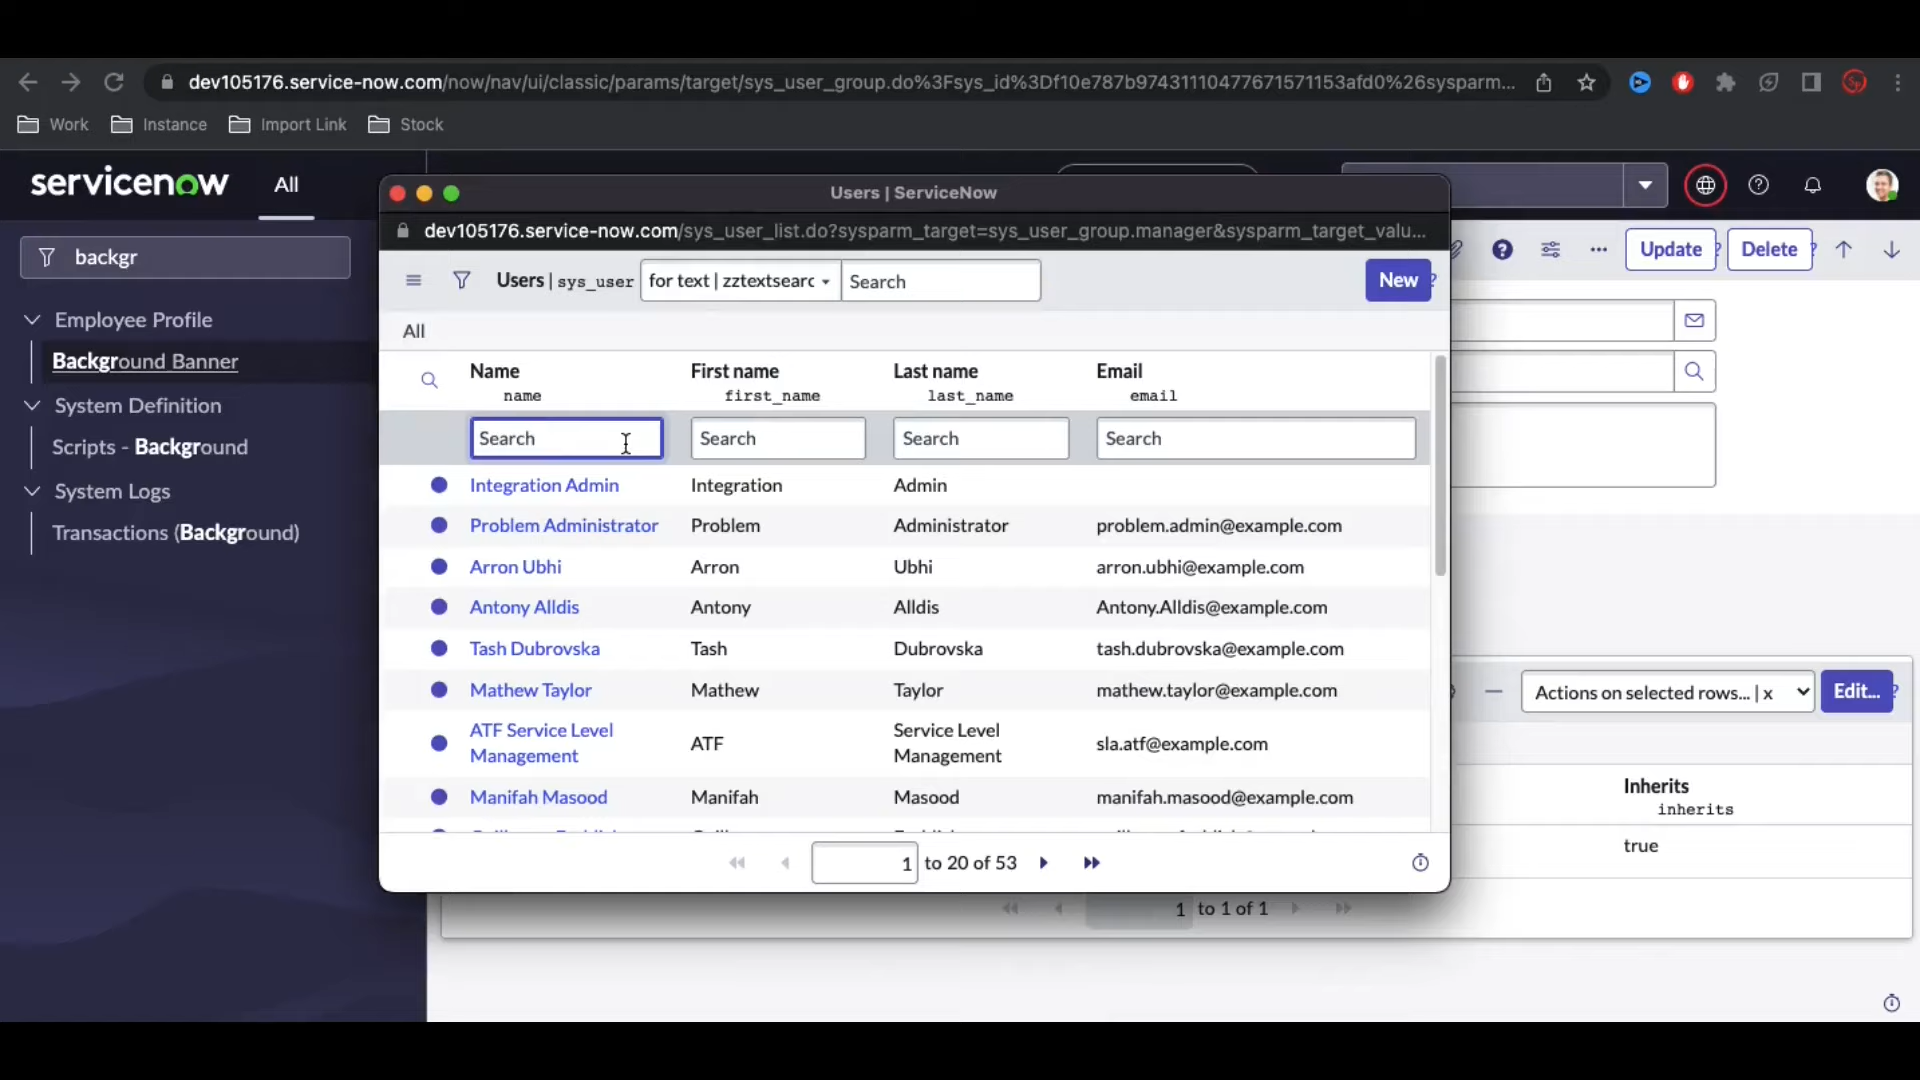 dev105176.service-now.com/now/nav/ui/classic/params/target/sys_user_group.do%3Fsys_id%3Df10e787b97431110477671571153afd0%26sysparm...
Work Instance Import Link Stock
servicenow All
backgr
Employee Profile
Background Banner
System Definition
Scripts - Background
System Logs
Transactions (Background)
Users | ServiceNow
dev105176.service-now.com/sys_user_list.do?sysparm_target=sys_user_group.manager&sysparm_target_valu...
Users | sys_user for text | zztextsearc Search New
All
Name First name Last name Email
name first_name last_name email
Search Search Search Search
Integration Admin Integration Admin
Problem Administrator Problem Administrator problem.admin@example.com
Arron Ubhi Arron Ubhi arron.ubhi@example.com
Antony Alldis Antony Alldis Antony.Alldis@example.com
Tash Dubrovska Tash Dubrovska tash.dubrovska@example.com
Mathew Taylor Mathew Taylor mathew.taylor@example.com
ATF Service Level Management ATF Service Level Management sla.atf@example.com
Manifah Masood Manifah Masood manifah.masood@example.com
1 to 20 of 53
Update Delete
Actions on selected rows... | x Edit...
Inherits
inherits
true
1 to 1 of 1